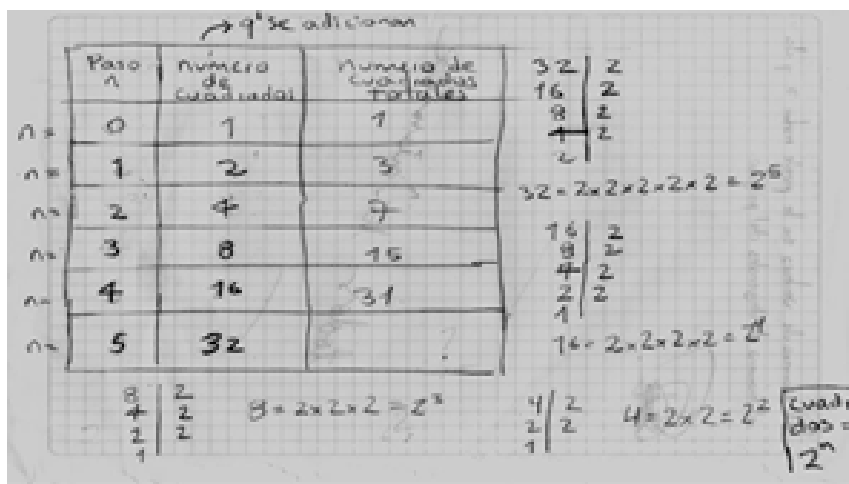 → q' se adicionan
Paso n | número de cuadrados | número de cuadrados totales
n= 0 | 1 | 1
n= 1 | 2 | 3
n= 2 | 4 | 7
n= 3 | 8 | 15
n= 4 | 16 | 31
n= 5 | 32 | ?
32 | 2
16 | 2
8 | 2
4 | 2
2 |
32 = 2x2x2x2x2 = 2⁵
16 | 2
8 | 2
4 | 2
2 | 2
1
16 = 2x2x2x2 = 2⁴
8 | 2
4 | 2
2 | 2
1
8 = 2x2x2 = 2³
4 | 2
2 | 2
1
4 = 2x2 = 2²
cuadra
dos =
2ⁿ